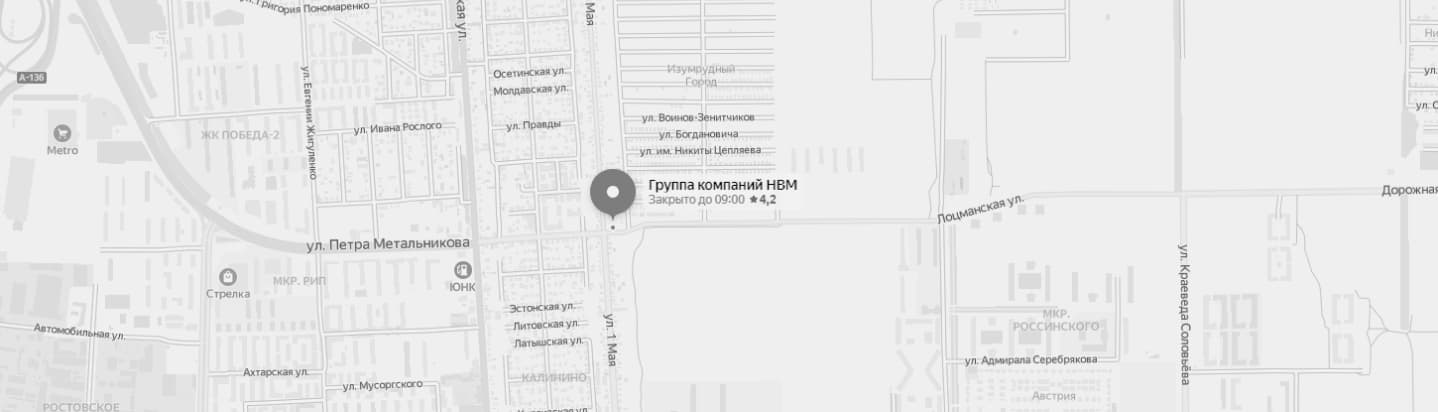 ул. Григория Пономаренко
кая ул.
Мая
А-136
ул. Евгении Жигуленко
Осетинская ул.
Молдавская ул.
Изумрудный
Город
ул.
ул. Правды
ул. Ивана Рослого
ЖК ПОБЕДА-2
Metro
ул. Воинов-Зенитчиков
ул. Богдановича
ул. им. Никиты Цепляева
Группа компаний НВМ
Закрыто до 09:00 ★4,2
Дорожная
Лоцманская ул.
ул. Петра Метальникова
ул. Краеведа Соловьёва
МКР. РИП
Стрелка
ЮНК
Эстонская ул.
Литовская ул.
Латышская ул.
ул. 1 Мая
МКР.
РОССИНСКОГО
Автомобильная ул.
ул. Адмирала Серебрякова
Ахтарская ул.
ул. Мусоргского
КАЛИНИНО
Австрия
РОСТОВСКОЕ